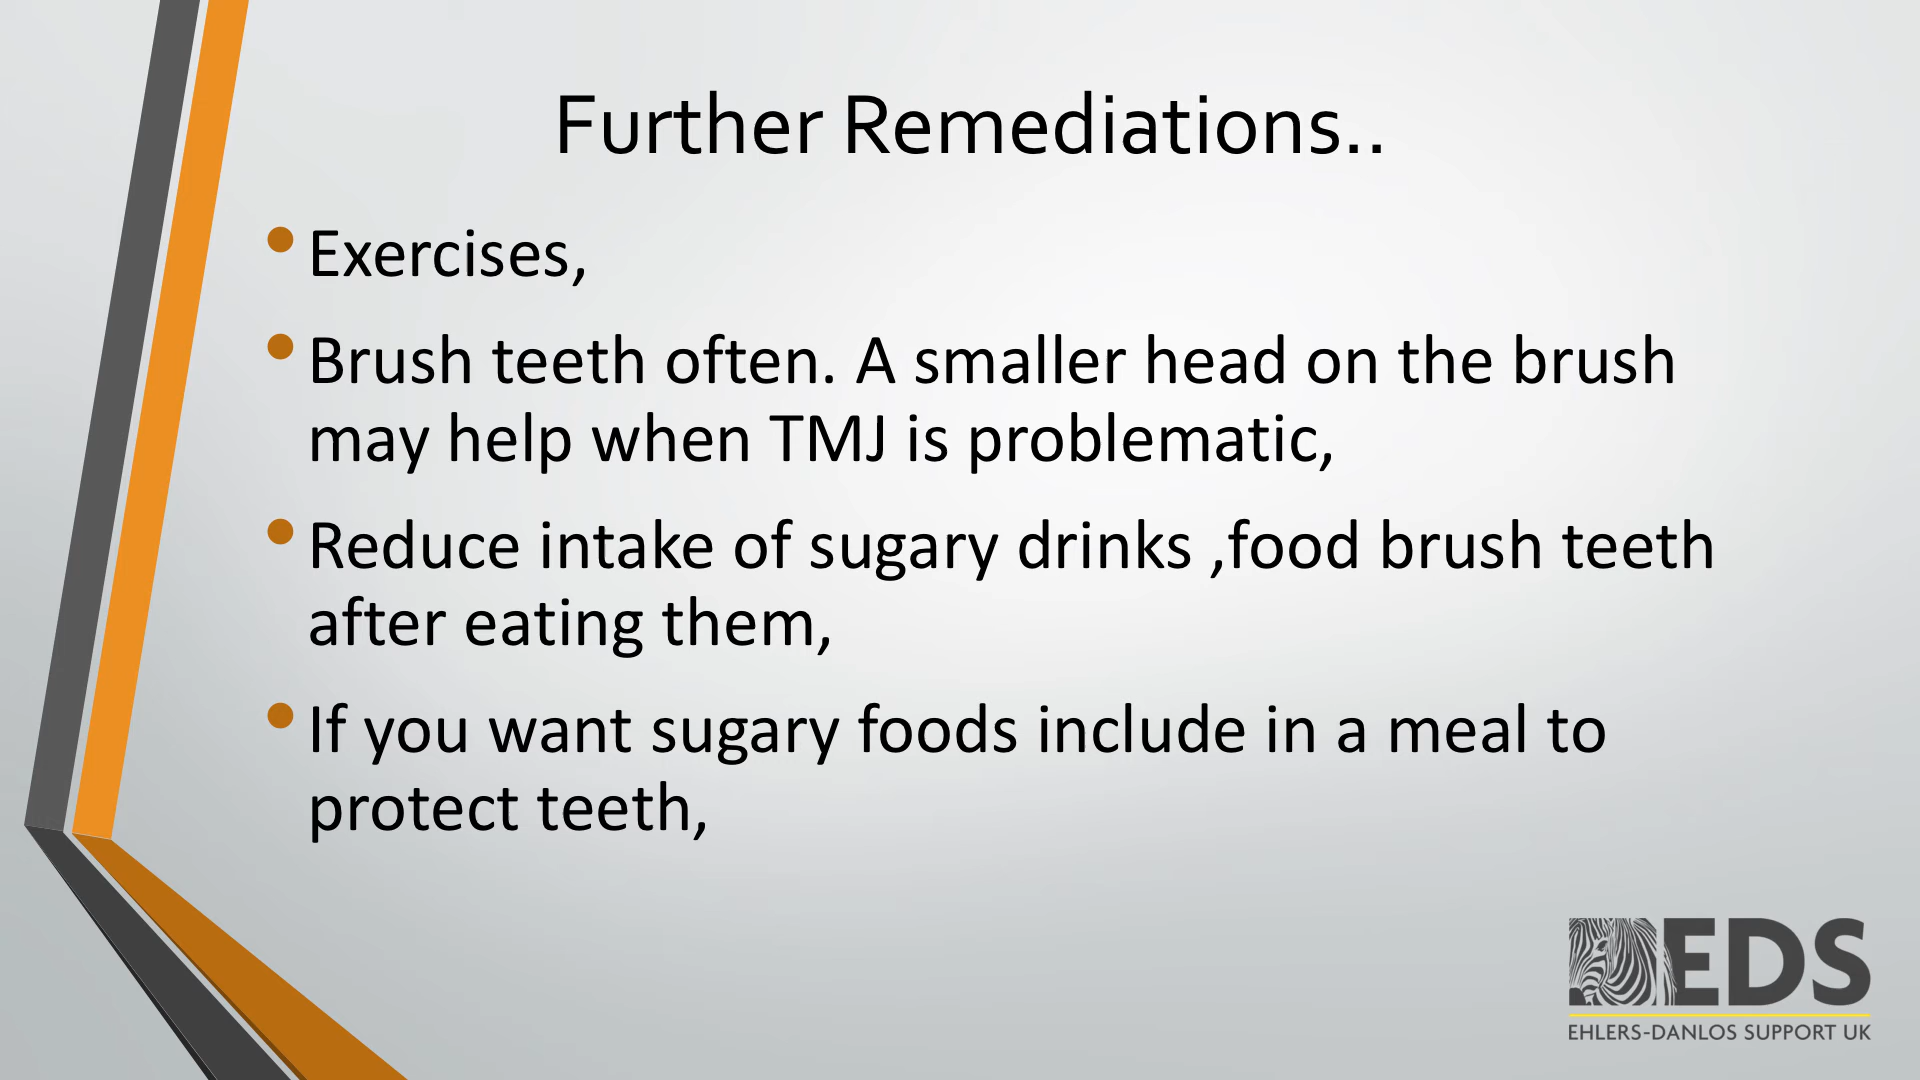 Further Remediations..
Exercises,
Brush teeth often. A smaller head on the brush
may help when TMJ is problematic,
Reduce intake of sugary drinks ,food brush teeth
after eating them,
If you want sugary foods include in a meal to
protect teeth,
EDS
EHLERS-DANLOS SUPPORT UK